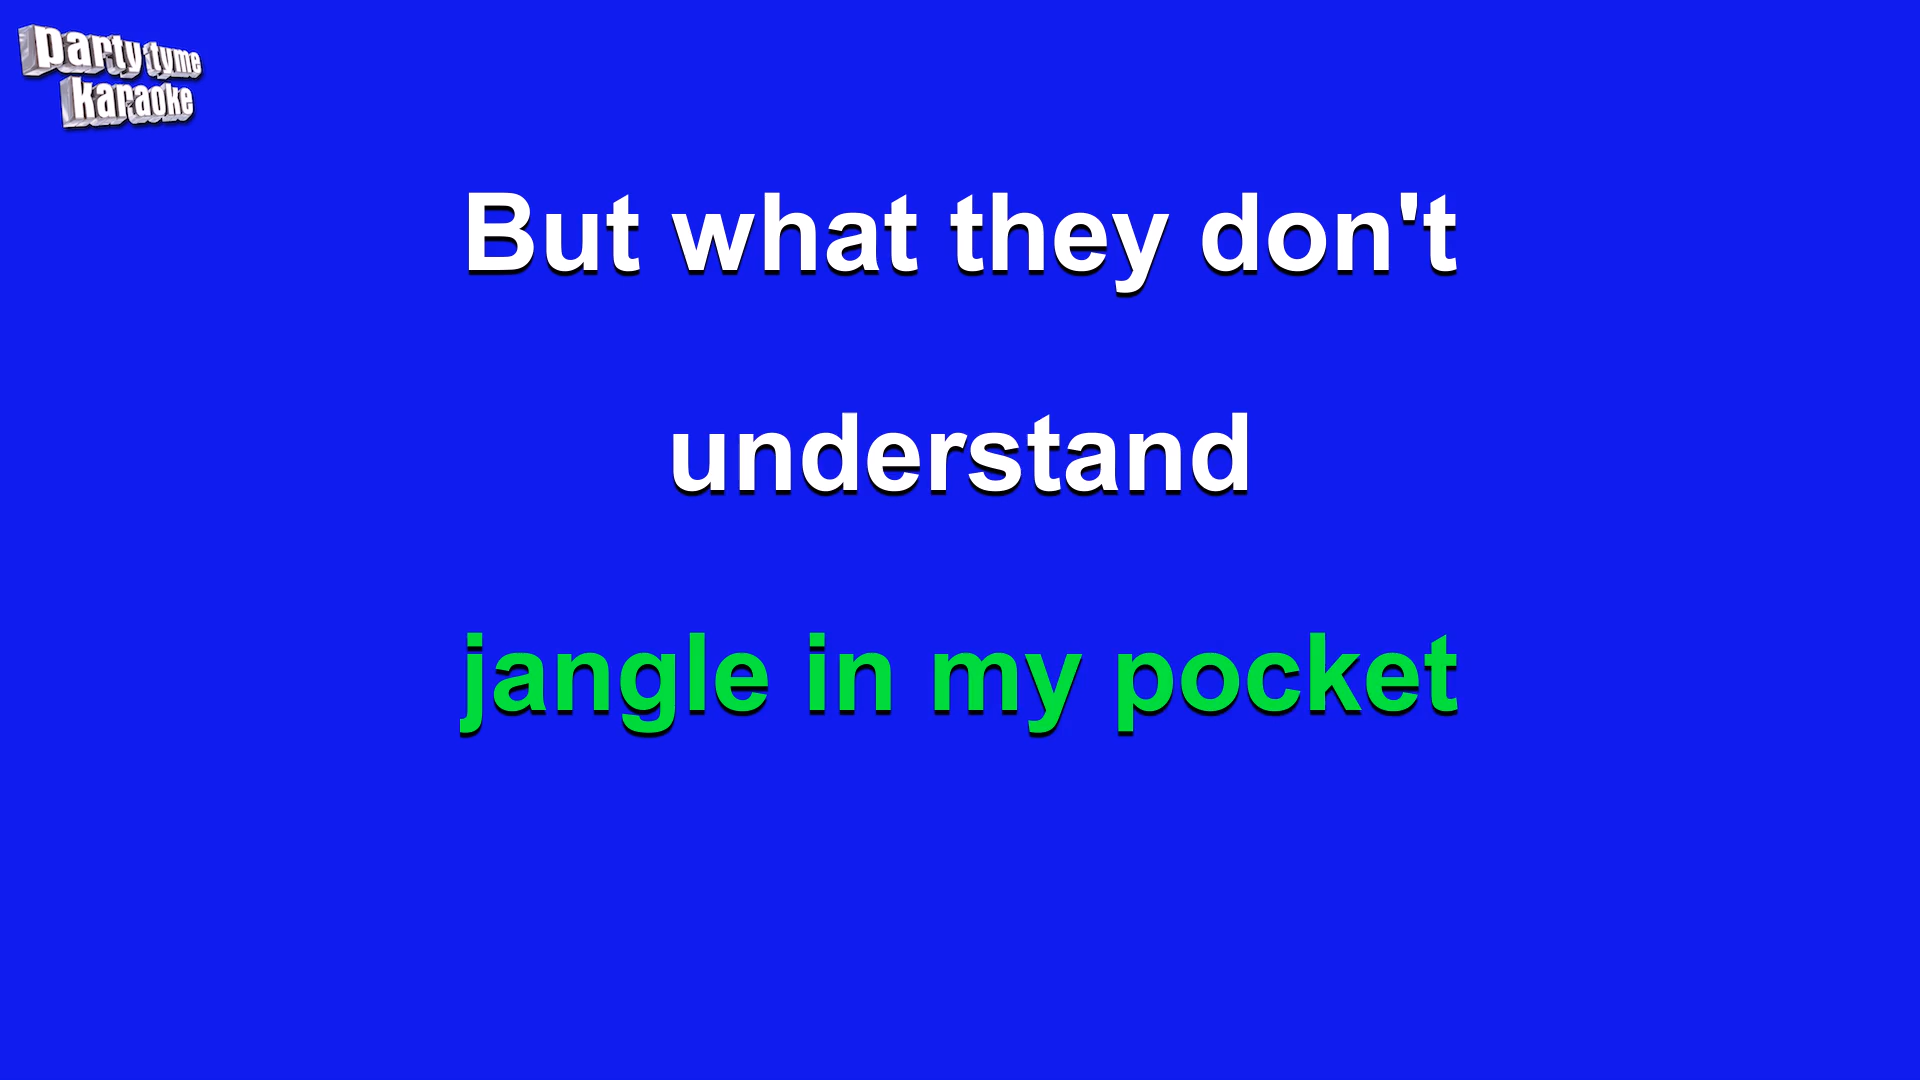 party tyme
karaoke
But what they don't
understand
jangle in my pocket